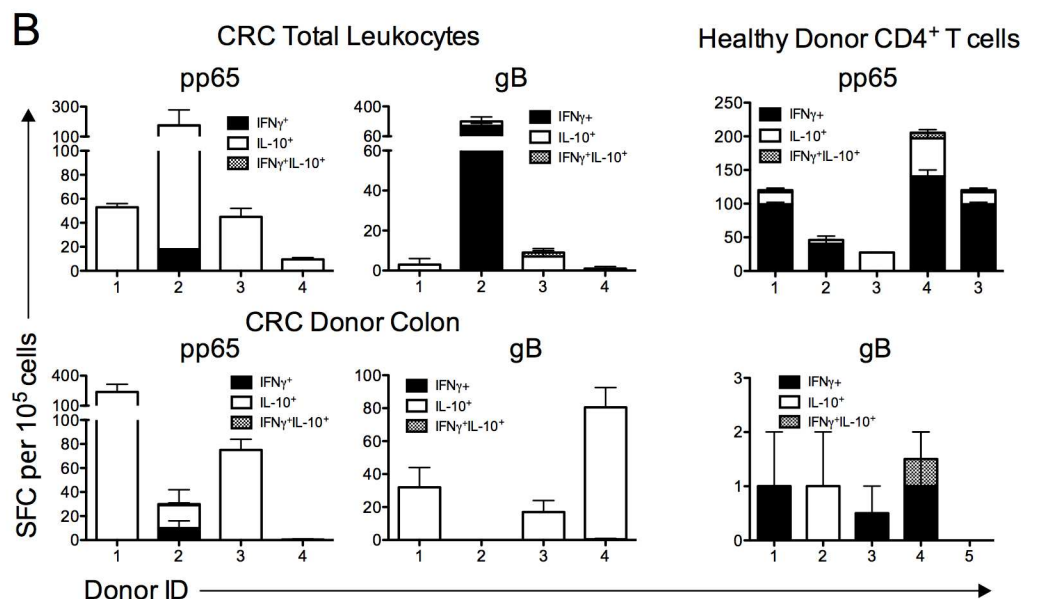 B
CRC Total Leukocytes
Healthy Donor CD4+ T cells
pp65
gB
pp65
300
100
100
80
60
40
20
0
IFNγ+
IL-10+
IFNγ+IL-10+
1 2 3 4
400
60
60
40
20
0
IFNγ+
IL-10+
IFNγ+IL-10+
1 2 3 4
250
200
150
100
50
0
IFNγ+
IL-10+
IFNγ+IL-10+
1 2 3 4 3
CRC Donor Colon
pp65
gB
gB
400
100
100
80
60
40
20
0
IFNγ+
IL-10+
IFNγ+IL-10+
1 2 3 4
100
80
60
40
20
0
IFNγ+
IL-10+
IFNγ+IL-10+
1 2 3 4
3
2
1
0
IFNγ+
IL-10+
IFNγ+IL-10+
1 2 3 4 5
SFC per 10^5 cells
Donor ID